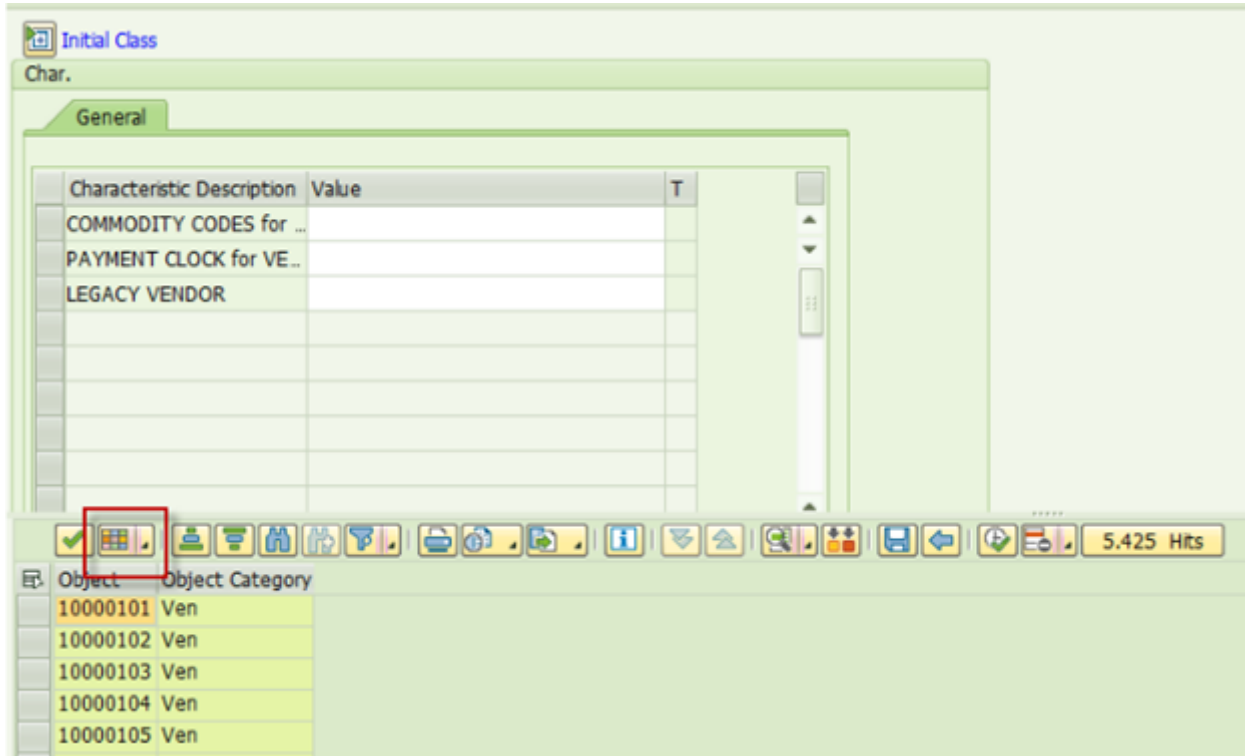 Initial Class
Char.
General
Characteristic Description Value T
COMMODITY CODES for ...
PAYMENT CLOCK for VE...
LEGACY VENDOR
5.425 Hits
Object Object Category
10000101 Ven
10000102 Ven
10000103 Ven
10000104 Ven
10000105 Ven